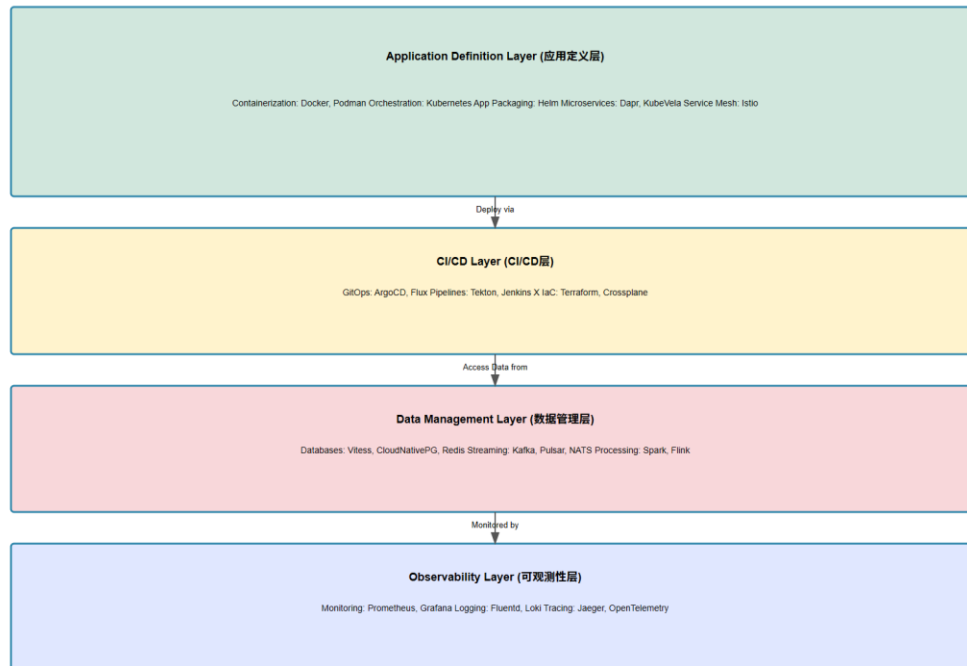 Application Definition Layer (应用定义层)
Containerization: Docker, Podman Orchestration: Kubernetes App Packaging: Helm Microservices: Dapr, KubeVela Service Mesh: Istio
Deploy via
CI/CD Layer (CI/CD层)
GitOps: ArgoCD, Flux Pipelines: Tekton, Jenkins X IaC: Terraform, Crossplane
Access Data from
Data Management Layer (数据管理层)
Databases: Vitess, CloudNativePG, Redis Streaming: Kafka, Pulsar, NATS Processing: Spark, Flink
Monitored by
Observability Layer (可观测性层)
Monitoring: Prometheus, Grafana Logging: Fluentd, Loki Tracing: Jaeger, OpenTelemetry